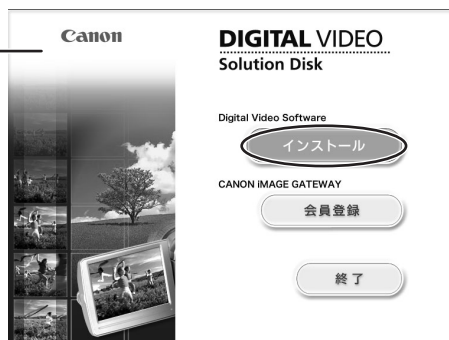 Canon
DIGITAL VIDEO
Solution Disk
Digital Video Software
インストール
CANON iMAGE GATEWAY
会員登録
終了